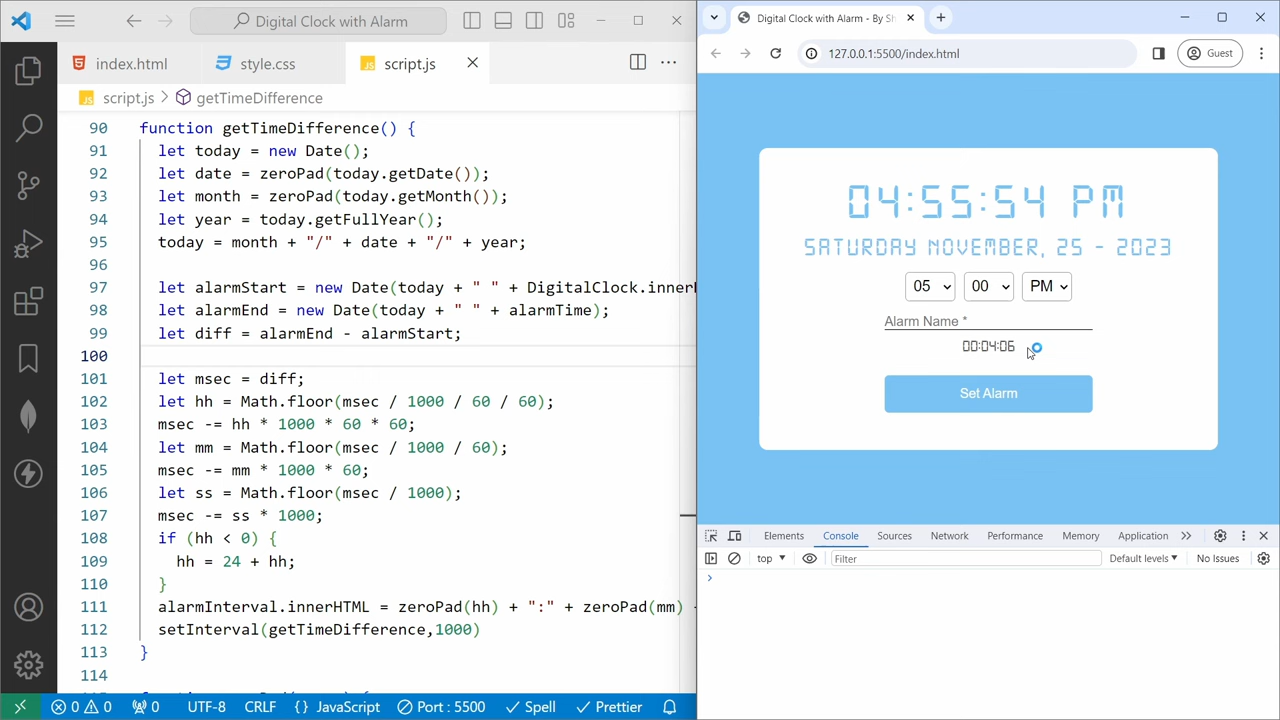 Digital Clock with Alarm
index.html
style.css
script.js
script.js > getTimeDifference
90 function getTimeDifference() {
91 let today = new Date();
92 let date = zeroPad(today.getDate());
93 let month = zeroPad(today.getMonth());
94 let year = today.getFullYear();
95 today = month + "/" + date + "/" + year;
96
97 let alarmStart = new Date(today + " " + DigitalClock.innerH
98 let alarmEnd = new Date(today + " " + alarmTime);
99 let diff = alarmEnd - alarmStart;
100
101 let msec = diff;
102 let hh = Math.floor(msec / 1000 / 60 / 60);
103 msec -= hh * 1000 * 60 * 60;
104 let mm = Math.floor(msec / 1000 / 60);
105 msec -= mm * 1000 * 60;
106 let ss = Math.floor(msec / 1000);
107 msec -= ss * 1000;
108 if (hh < 0) {
109 hh = 24 + hh;
110 }
111 alarmInterval.innerHTML = zeroPad(hh) + ":" + zeroPad(mm)
112 setInterval(getTimeDifference,1000)
113 }
114
0 0 0 UTF-8 CRLF {} JavaScript Port : 5500 Spell Prettier
Digital Clock with Alarm - By Sh
127.0.0.1:5500/index.html
Guest
04:55:54 PM
SATURDAY NOVEMBER, 25 - 2023
05 00 PM
Alarm Name *
00:04:06
Set Alarm
Elements Console Sources Network Performance Memory Application
top Filter Default levels No Issues